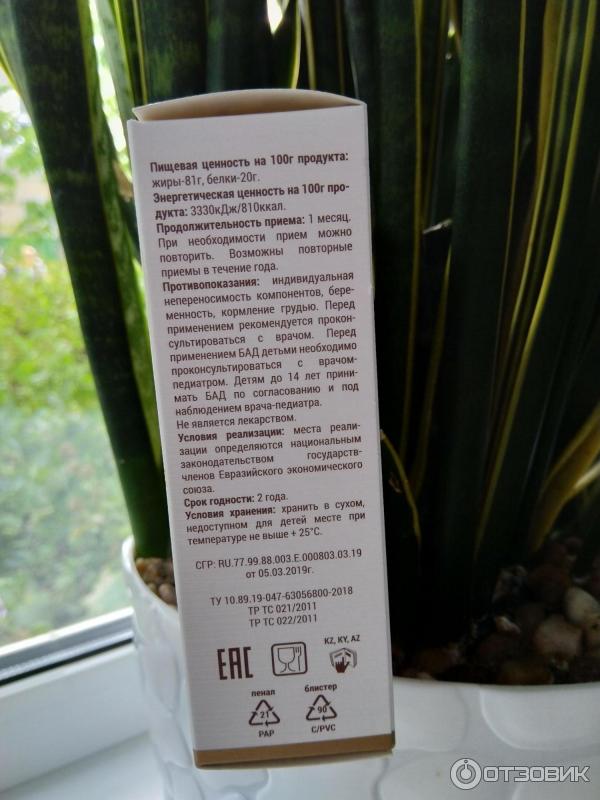 Пищевая ценность на 100г продукта:
жиры-81г, белки-20г.
Энергетическая ценность на 100г про-
дукта: 3330кДж/810ккал.
Продолжительность приема: 1 месяц.
При необходимости прием можно
повторить. Возможны повторные
приемы в течение года.
Противопоказания: индивидуальная
непереносимость компонентов, бере-
менность, кормление грудью. Перед
применением рекомендуется прокон-
сультироваться с врачом. Перед
применением БАД детьми необходимо
проконсультироваться с врачом-
педиатром. Детям до 14 лет прини-
мать БАД по согласованию и под
наблюдением врача-педиатра.
Не является лекарством.
Условия реализации: места реали-
зации определяются национальным
законодательством государств-
членов Евразийского экономического
союза.
Срок годности: 2 года.
Условия хранения: хранить в сухом,
недоступном для детей месте при
температуре не выше + 25°С.
СГР: RU.77.99.88.003.E.000803.03.19
от 05.03.2019г.
ТУ 10.89.19-047-63056800-2018
ТР ТС 021/2011
ТР ТС 022/2011
EAC
KZ, KY, AZ
пенал блистер
21 90
PAP C/PVC
ОТЗОВИК